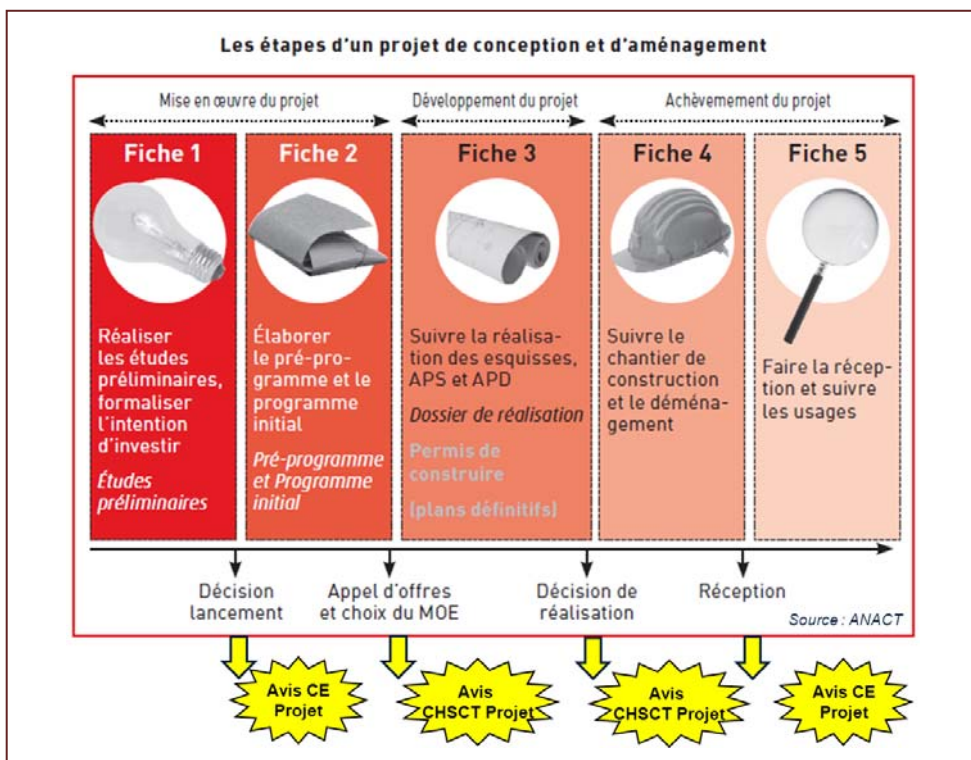 Les étapes d'un projet de conception et d'aménagement
Mise en œuvre du projet
Développement du projet
Achèvemement du projet
Fiche 1
Réaliser
les études
préliminaires,
formaliser
l'intention
d'investir
Études
préliminaires
Fiche 2
Élaborer
le pré-pro-
gramme et le
programme
initial
Pré-programme
et Programme
initial
Fiche 3
Suivre la réalisa-
tion des esquisses,
APS et APD
Dossier de réalisation
Permis de
construire
(plans définitifs)
Fiche 4
Suivre le
chantier de
construction
et le déména-
gement
Fiche 5
Faire la récep-
tion et suivre
les usages
Décision
lancement
Appel d'offres
et choix du MOE
Décision de
réalisation
Réception
Source : ANACT
Avis CE
Projet
Avis
CHSCT Projet
Avis
CHSCT Projet
Avis CE
Projet